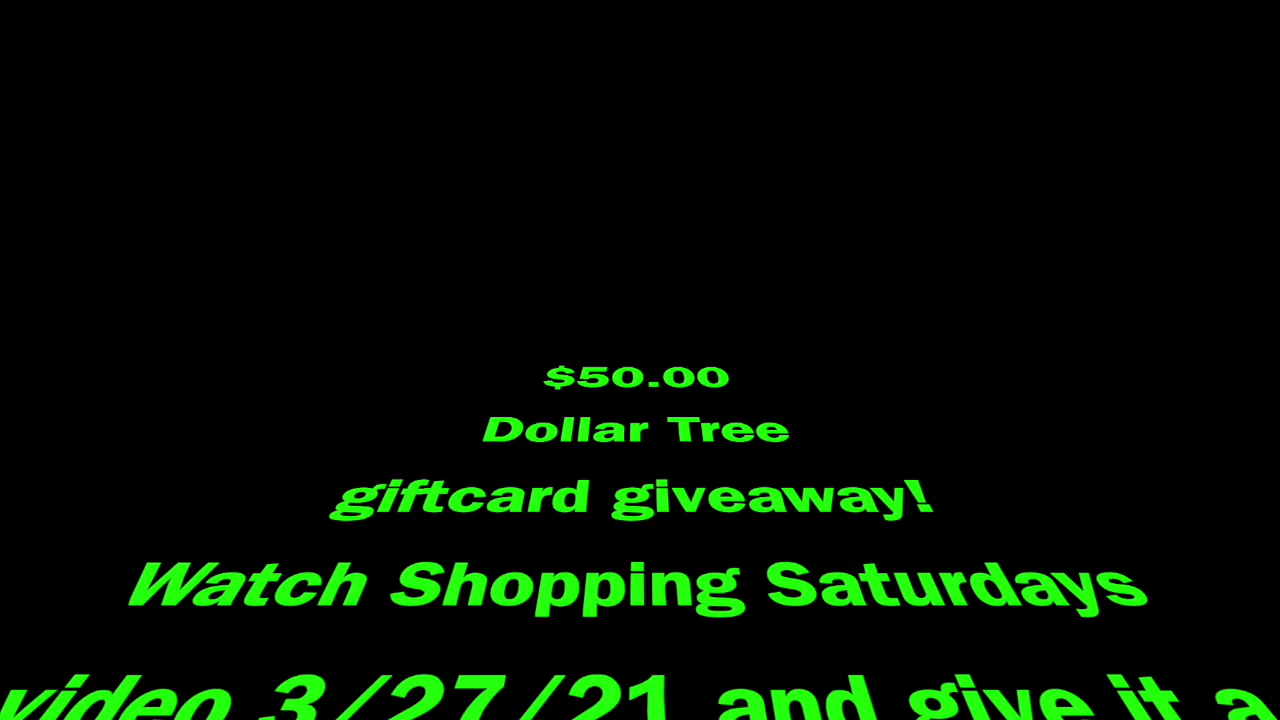 $50.00
Dollar Tree
giftcard giveaway!
Watch Shopping Saturdays
video 3/27/21 and give it a